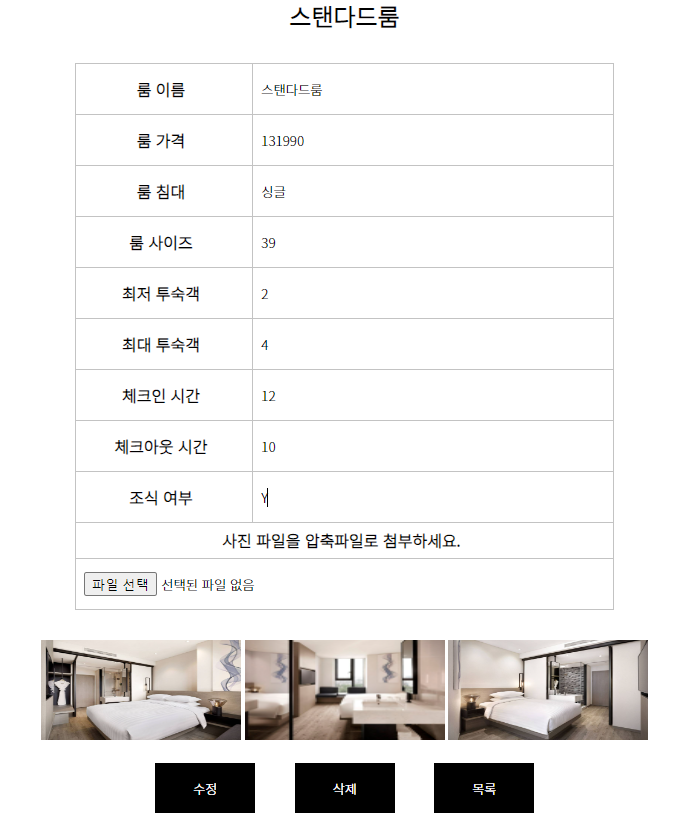 스탠다드룸
룸 이름 스탠다드룸
룸 가격 131990
룸 침대 싱글
룸 사이즈 39
최저 투숙객 2
최대 투숙객 4
체크인 시간 12
체크아웃 시간 10
조식 여부 Y
사진 파일을 압축파일로 첨부하세요.
파일 선택 선택된 파일 없음
수정 삭제 목록